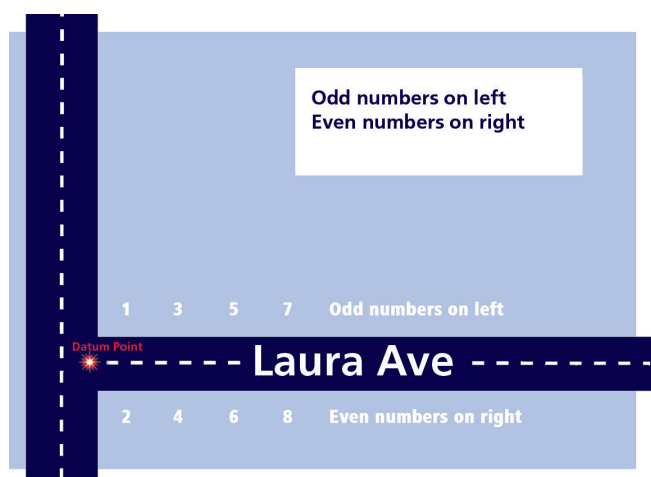 Odd numbers on left
Even numbers on right
1 3 5 7 Odd numbers on left
Datum Point
Laura Ave
2 4 6 8 Even numbers on right